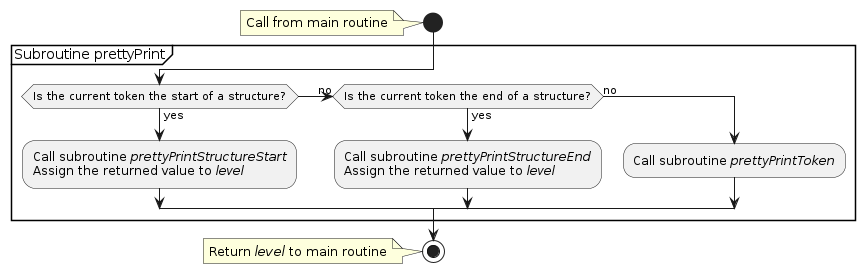 Call from main routine
Subroutine prettyPrint
Is the current token the start of a structure?
no
Is the current token the end of a structure?
no
yes
yes
Call subroutine prettyPrintStructureStart
Assign the returned value to level
Call subroutine prettyPrintStructureEnd
Assign the returned value to level
Call subroutine prettyPrintToken
Return level to main routine